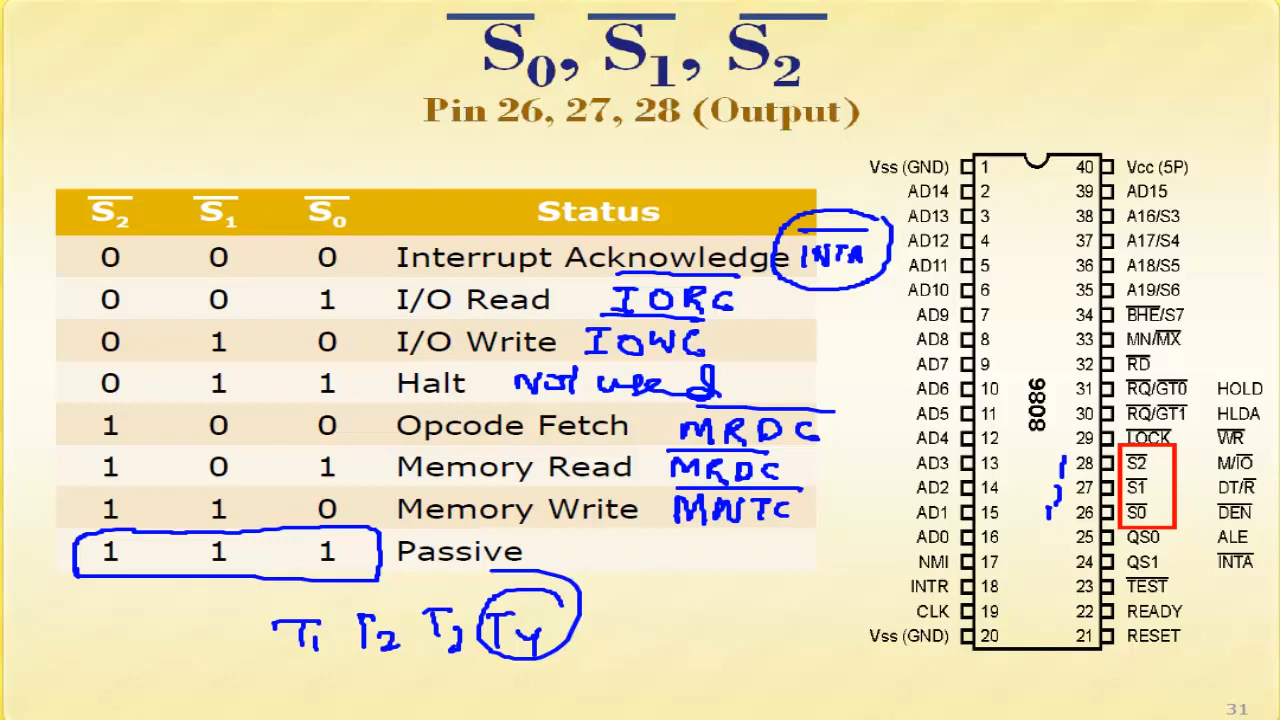 S̅0, S̅1, S̅2
Pin 26, 27, 28 (Output)
S̅2 S̅1 S̅0 Status
0 0 0 Interrupt Acknowledge INTA
0 0 1 I/O Read IORC
0 1 0 I/O Write IOWC
0 1 1 Halt Not used
1 0 0 Opcode Fetch MRDC
1 0 1 Memory Read MRDC
1 1 0 Memory Write MWTC
1 1 1 Passive
T1 T2 T3 T4
8086
Vss (GND) 1 40 Vcc (5P)
AD14 2 39 AD15
AD13 3 38 A16/S3
AD12 4 37 A17/S4
AD11 5 36 A18/S5
AD10 6 35 A19/S6
AD9 7 34 BHE/S7
AD8 8 33 MN/MX
AD7 9 32 RD
AD6 10 31 RQ/GT0 HOLD
AD5 11 30 RQ/GT1 HLDA
AD4 12 29 LOCK WR
AD3 13 28 S2 M/IO
AD2 14 27 S1 DT/R
AD1 15 26 S0 DEN
AD0 16 25 QS0 ALE
NMI 17 24 QS1 INTA
INTR 18 23 TEST
CLK 19 22 READY
Vss (GND) 20 21 RESET
31